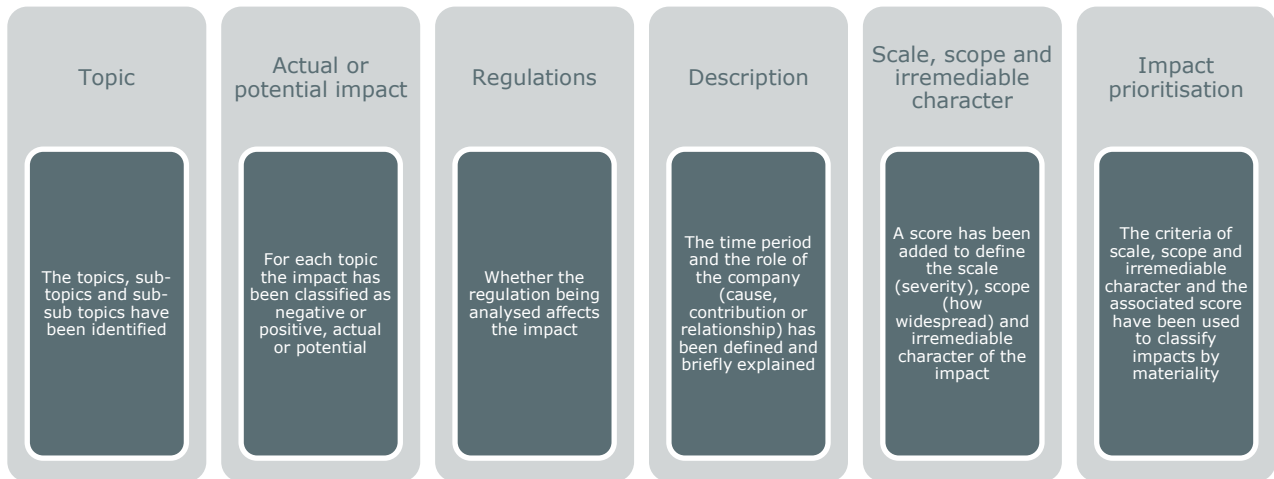 Topic
The topics, sub-
topics and sub-
sub topics have
been identified
Actual or
potential impact
For each topic
the impact has
been classified as
negative or
positive, actual
or potential
Regulations
Whether the
regulation being
analysed affects
the impact
Description
The time period
and the role of
the company
(cause,
contribution or
relationship) has
been defined and
briefly explained
Scale, scope and
irremediable
character
A score has been
added to define
the scale
(severity), scope
(how
widespread) and
irremediable
character of the
impact
Impact
prioritisation
The criteria of
scale, scope and
irremediable
character and the
associated score
have been used
to classify
impacts by
materiality